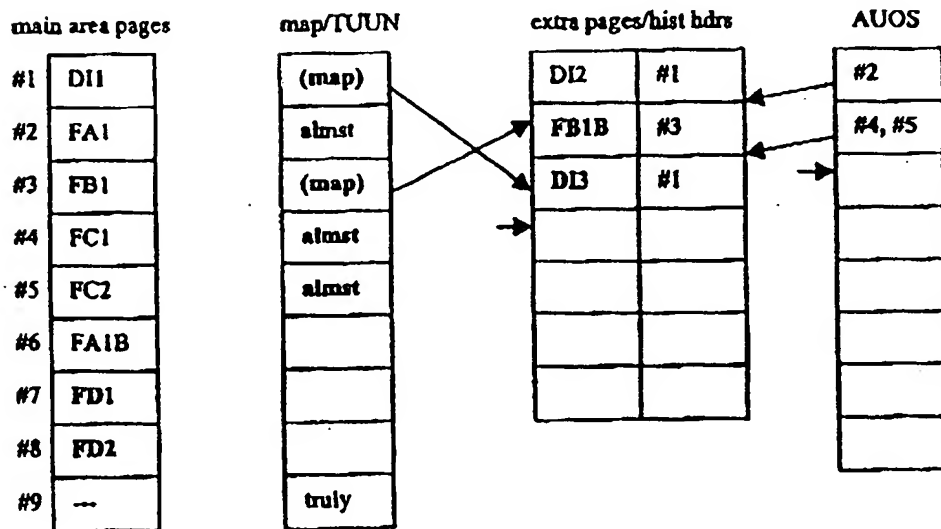 main area pages map/TUUN extra pages/hist hdrs AUOS
#1 DI1 (map) DI2 #1 #2
#2 FA1 almst FB1B #3 #4, #5
#3 FB1 (map) DI3 #1
#4 FC1 almst
#5 FC2 almst
#6 FA1B
#7 FD1
#8 FD2
#9 --- truly